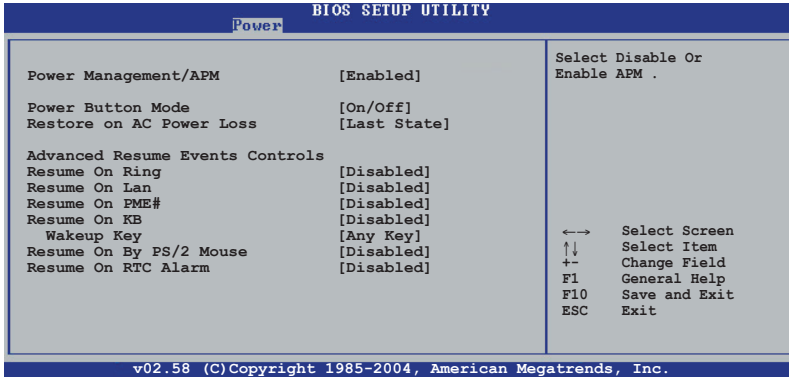 BIOS SETUP UTILITY
Power
Power Management/APM [Enabled]
Power Button Mode [On/Off]
Restore on AC Power Loss [Last State]
Advanced Resume Events Controls
Resume On Ring [Disabled]
Resume On Lan [Disabled]
Resume On PME# [Disabled]
Resume On KB [Disabled]
Wakeup Key [Any Key]
Resume On By PS/2 Mouse [Disabled]
Resume On RTC Alarm [Disabled]
Select Disable Or
Enable APM .
←→ Select Screen
↑↓ Select Item
+- Change Field
F1 General Help
F10 Save and Exit
ESC Exit
v02.58 (C)Copyright 1985-2004, American Megatrends, Inc.